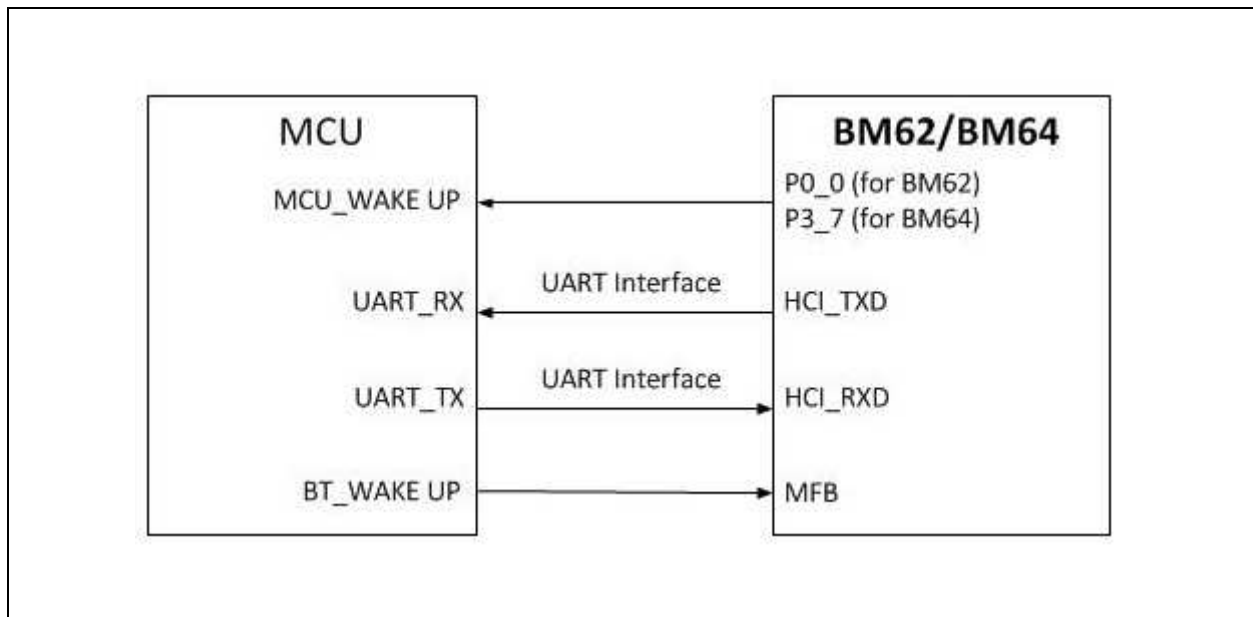 MCU
BM62/BM64
MCU_WAKE UP
P0_0 (for BM62)
P3_7 (for BM64)
UART_RX
UART Interface
HCI_TXD
UART_TX
UART Interface
HCI_RXD
BT_WAKE UP
MFB